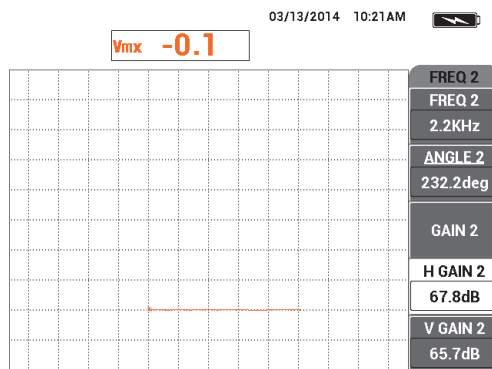 03/13/2014 10:21AM
Vmx -0.1
FREQ 2
FREQ 2
2.2KHz
ANGLE 2
232.2deg
GAIN 2
H GAIN 2
67.8dB
V GAIN 2
65.7dB